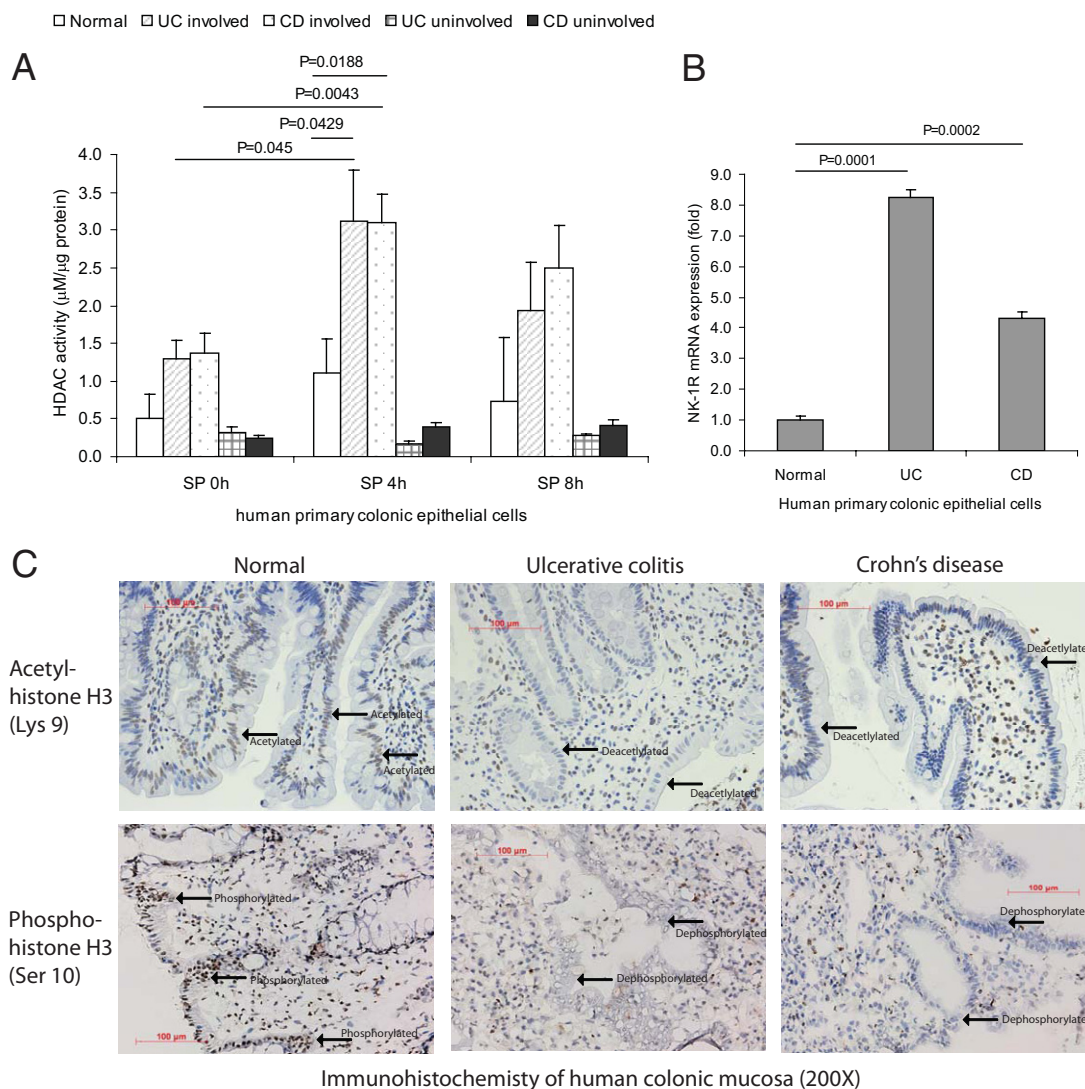 Normal UC involved CD involved UC uninvolved CD uninvolved
A
P=0.0188
P=0.0043
P=0.0429
P=0.045
HDAC activity (µM/µg protein)
4.0
3.5
3.0
2.5
2.0
1.5
1.0
0.5
0.0
SP 0h SP 4h SP 8h
human primary colonic epithelial cells
B
P=0.0002
P=0.0001
NK-1R mRNA expression (fold)
9.0
8.0
7.0
6.0
5.0
4.0
3.0
2.0
1.0
0.0
Normal UC CD
Human primary colonic epithelial cells
C
Normal Ulcerative colitis Crohn's disease
Acetyl-
histone H3
(Lys 9)
100 µm
Acetylated
Acetylated
Acetylated
100 µm
Deacetlylated
Deacetlylated
100 µm
Deacetlylate
Deacetlylated
Phospho-
histone H3
(Ser 10)
Phosphorylated
Phosphorylated
Phosphorylated
100 µm
100 µm
Dephosphorylated
Dephosphorylated
100 µm
Dephosphorylate
Dephosphorylate
Immunohistochemisty of human colonic mucosa (200X)